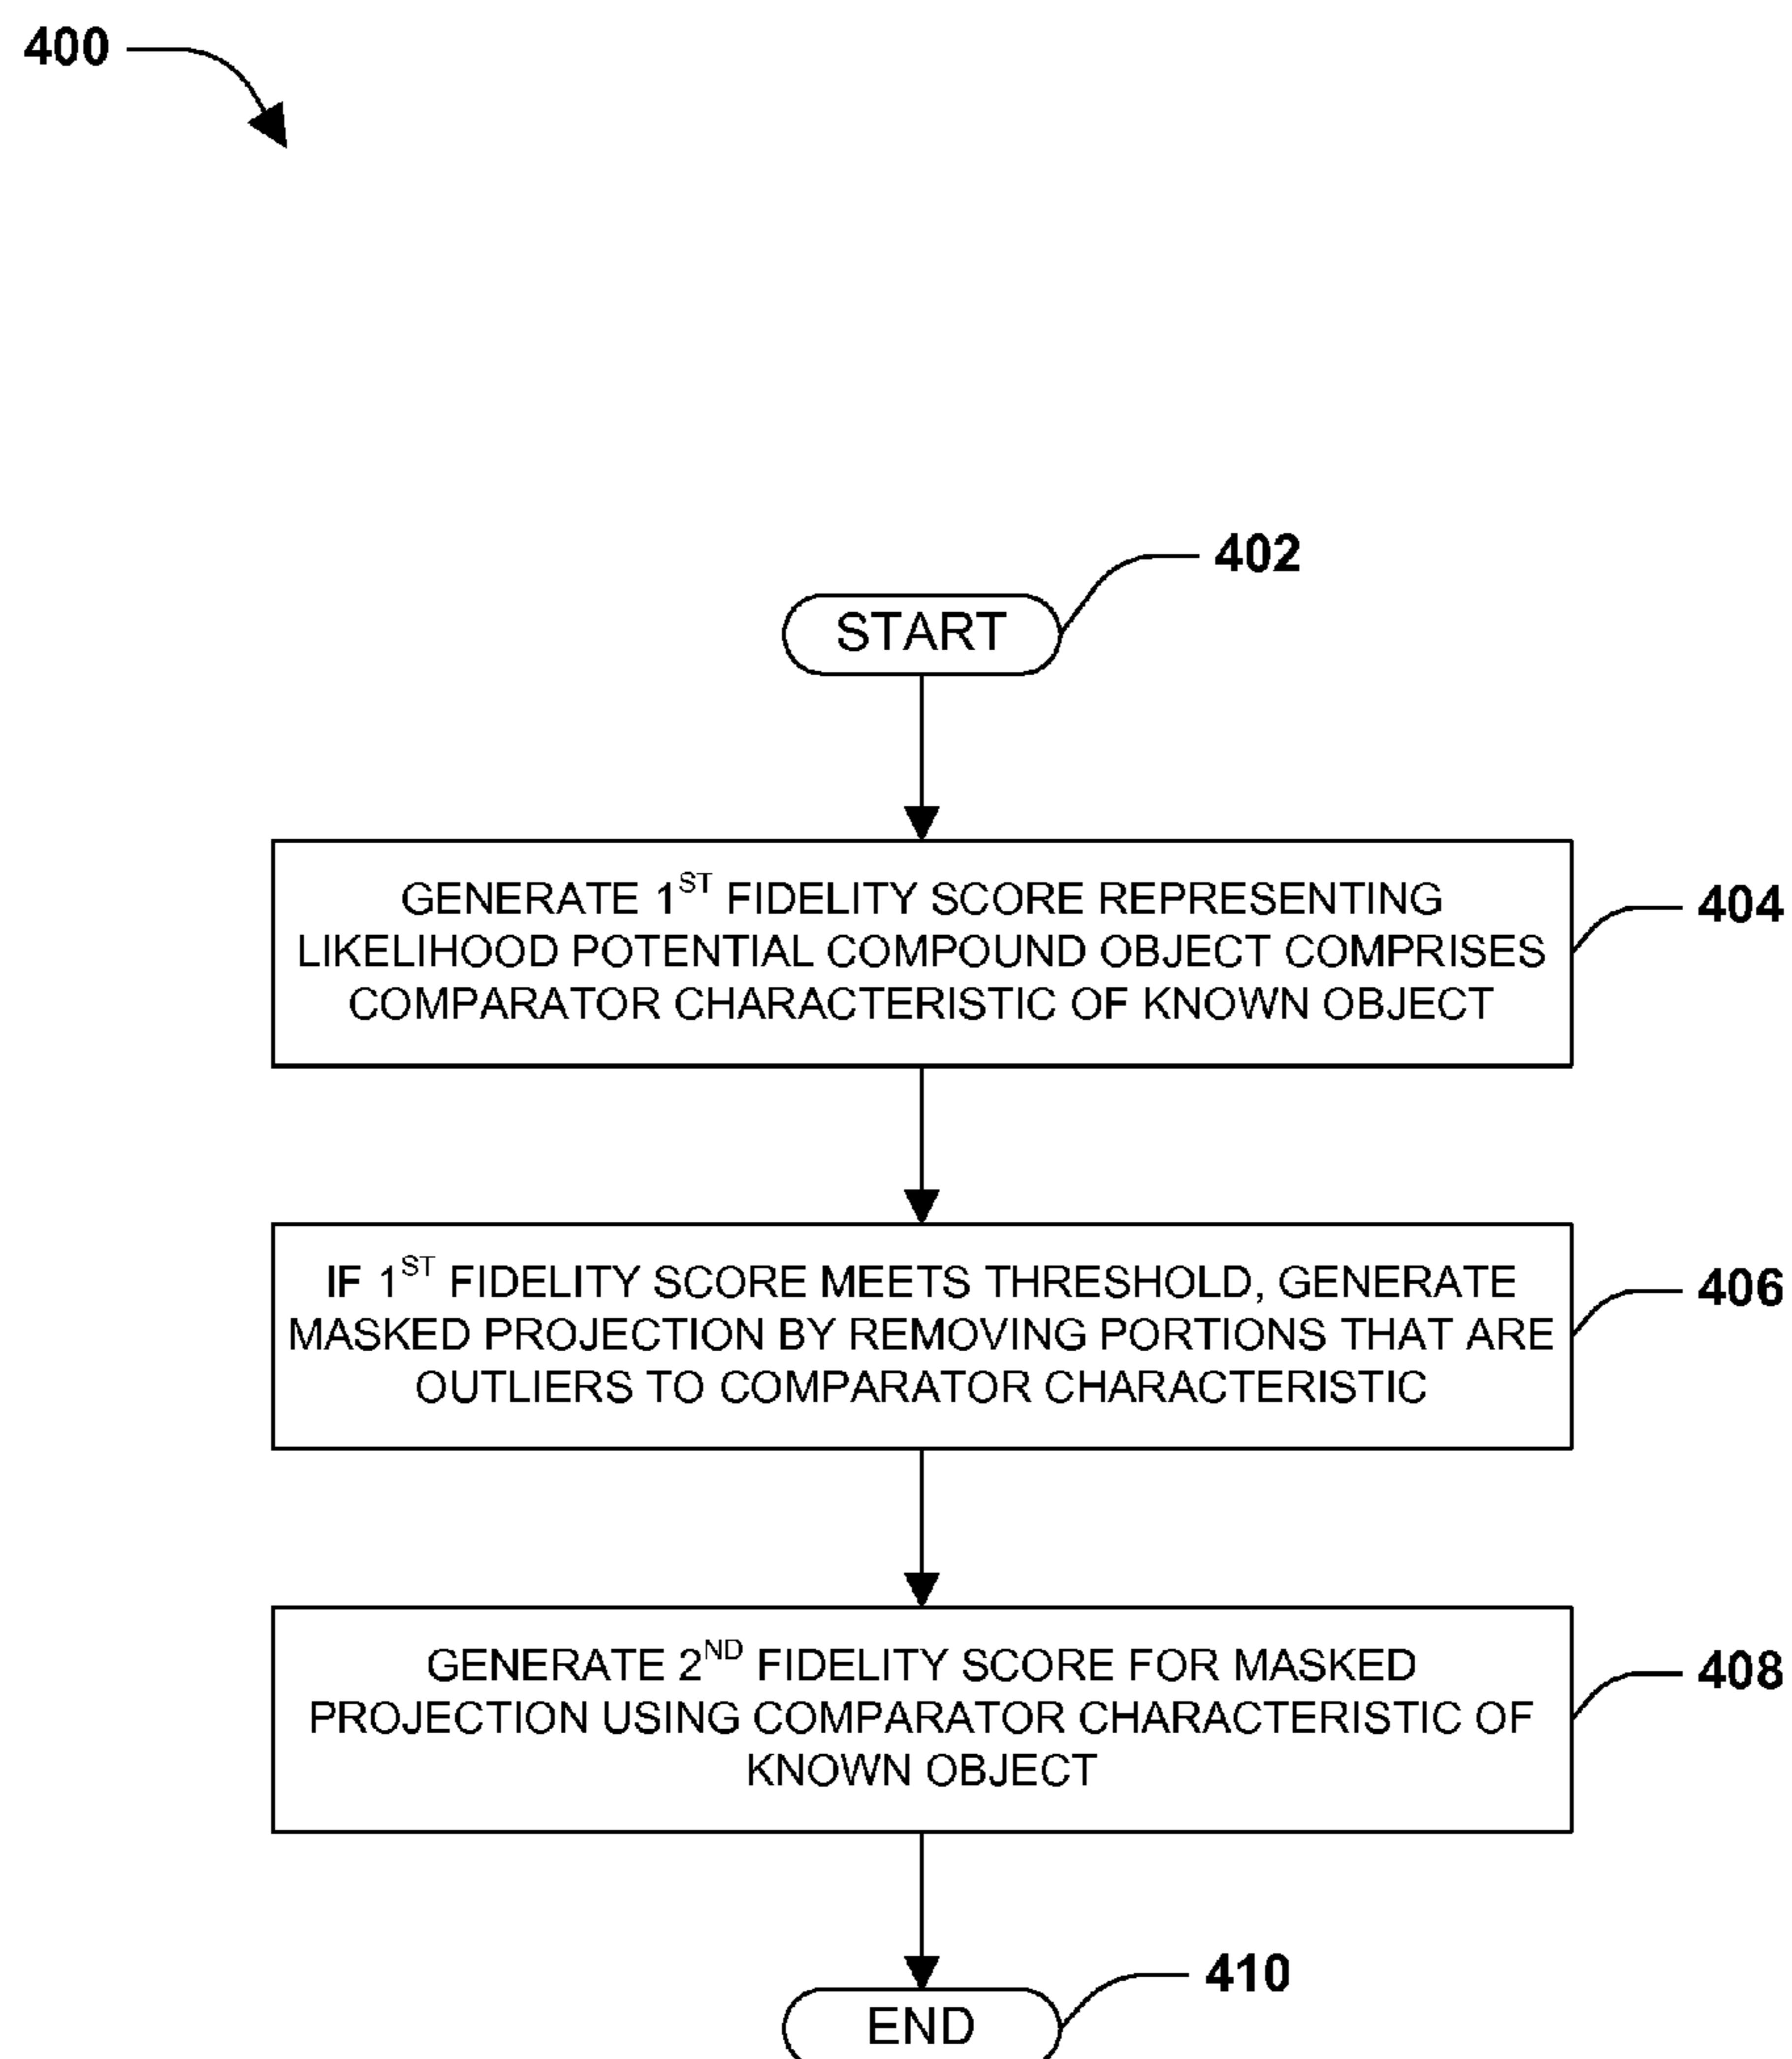 400
402
START
GENERATE 1ST FIDELITY SCORE REPRESENTING
LIKELIHOOD POTENTIAL COMPOUND OBJECT COMPRISES
COMPARATOR CHARACTERISTIC OF KNOWN OBJECT
404
IF 1ST FIDELITY SCORE MEETS THRESHOLD, GENERATE
MASKED PROJECTION BY REMOVING PORTIONS THAT ARE
OUTLIERS TO COMPARATOR CHARACTERISTIC
406
GENERATE 2ND FIDELITY SCORE FOR MASKED
PROJECTION USING COMPARATOR CHARACTERISTIC OF
KNOWN OBJECT
408
410
END